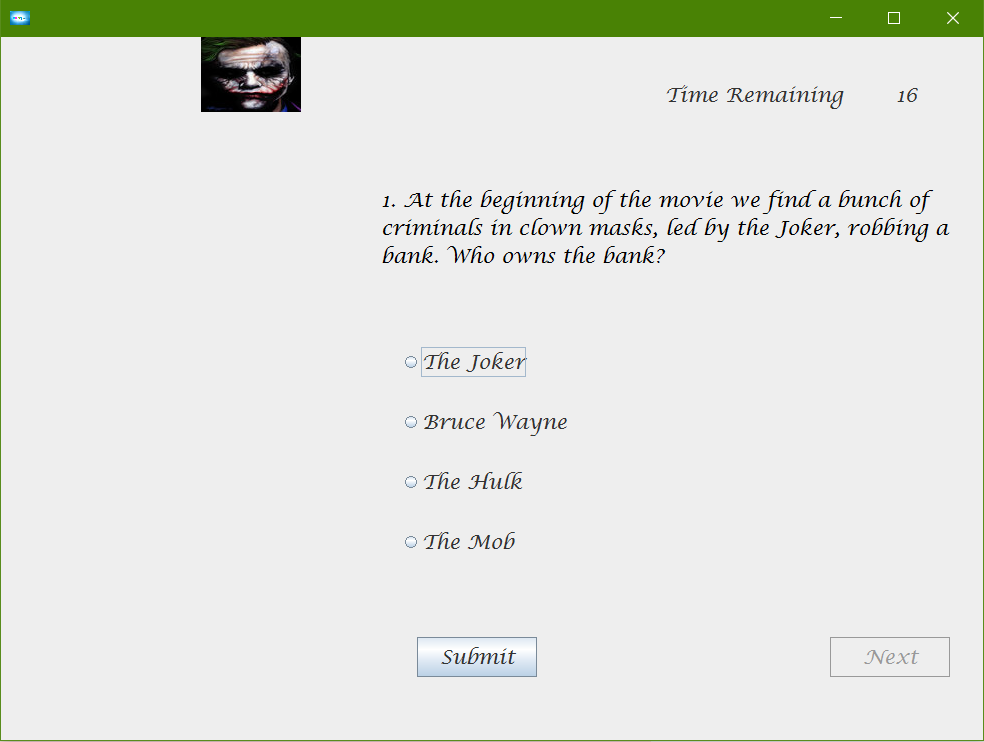 Time Remaining 16
1. At the beginning of the movie we find a bunch of
criminals in clown masks, led by the Joker, robbing a
bank. Who owns the bank?
The Joker
Bruce Wayne
The Hulk
The Mob
Submit Next